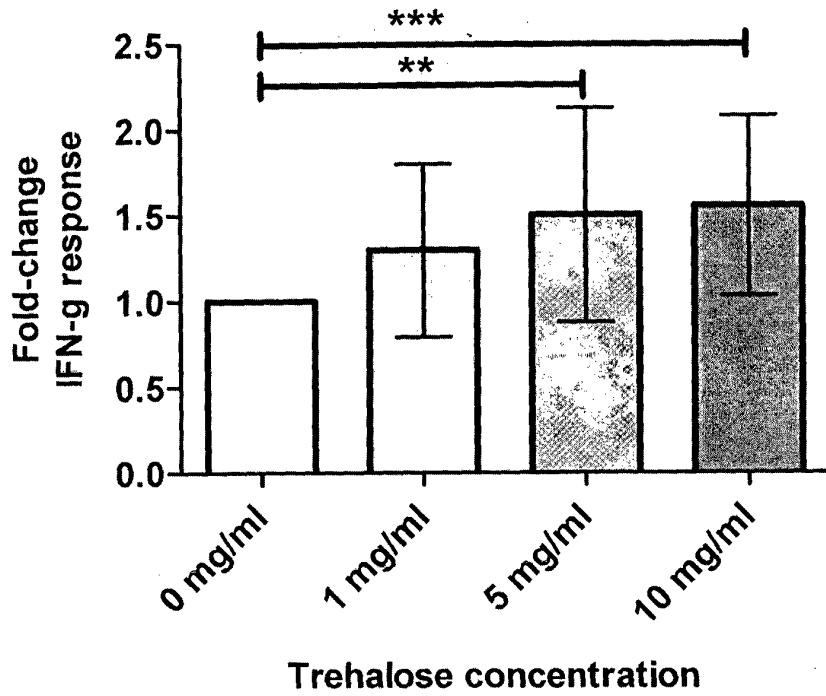 ***
**
2.5
2.0
1.5
1.0
0.5
0.0
Fold-change
IFN-g response
0 mg/ml
1 mg/ml
5 mg/ml
10 mg/ml
Trehalose concentration